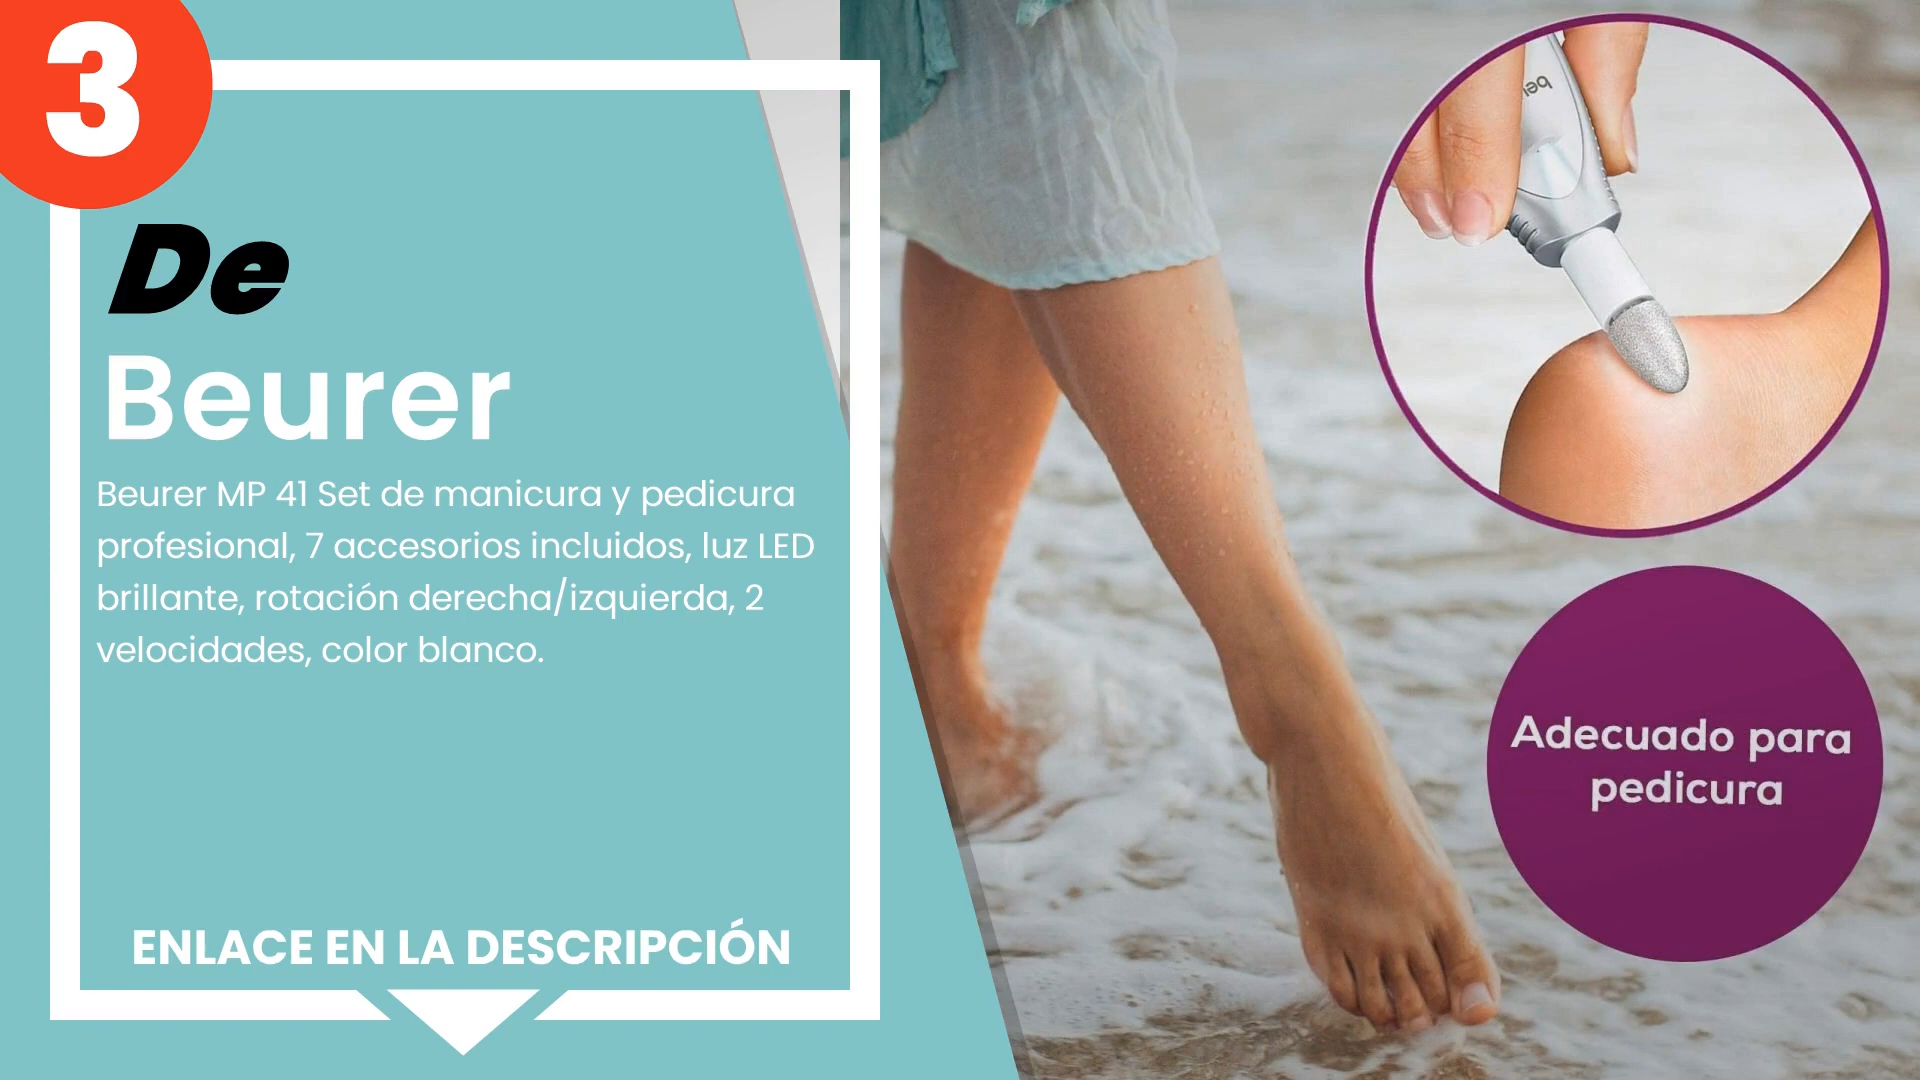 3
De
Beurer
Beurer MP 41 Set de manicura y pedicura
profesional, 7 accesorios incluidos, luz LED
brillante, rotación derecha/izquierda, 2
velocidades, color blanco.
ENLACE EN LA DESCRIPCIÓN
Adecuado para
pedicura